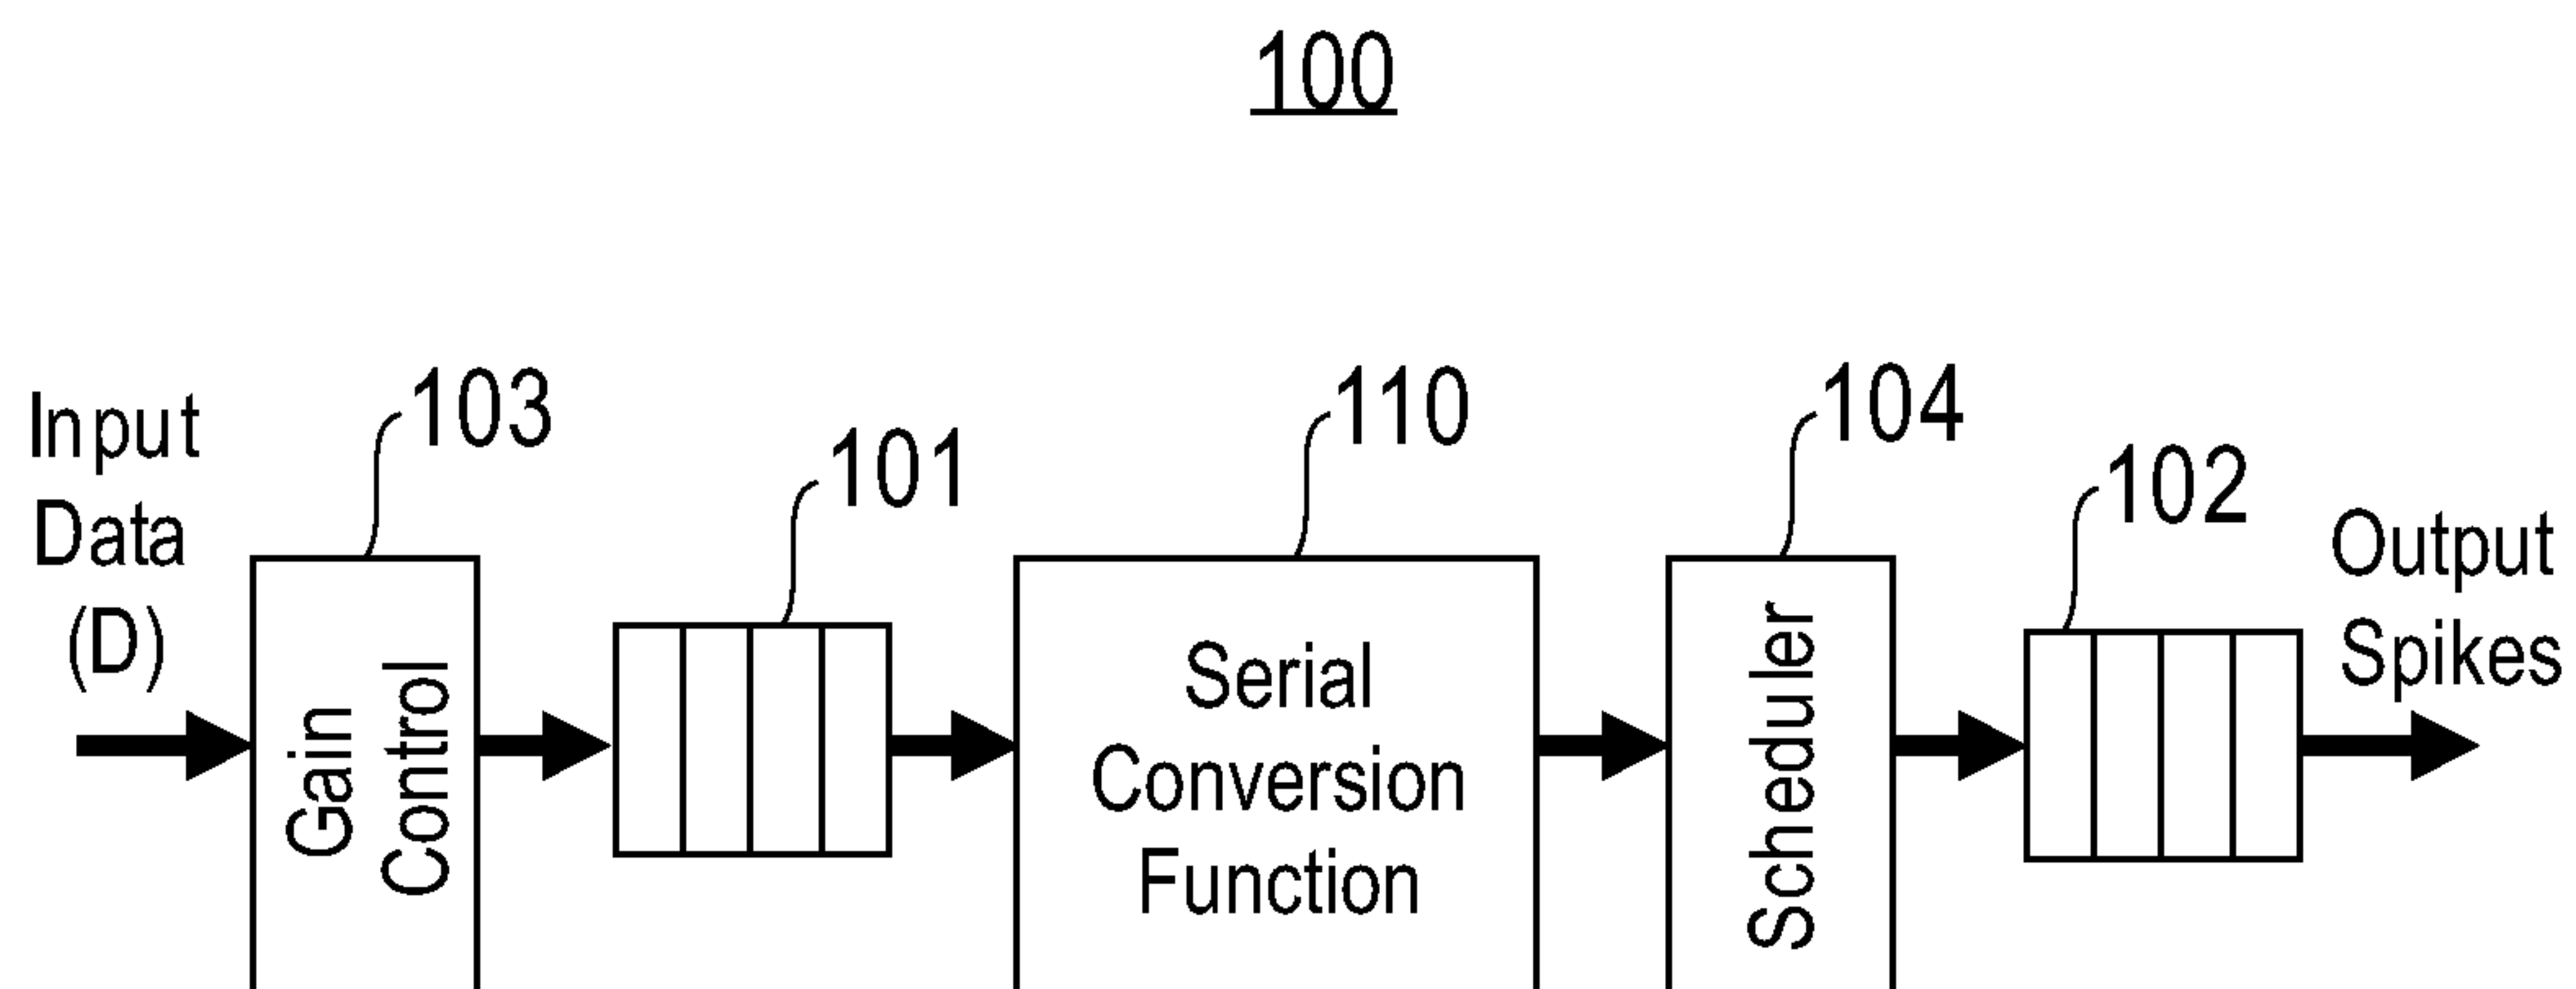 100
Input
Data
(D)
103
101
110
104
102
Output
Spikes
Gain
Control
Serial
Conversion
Function
Scheduler